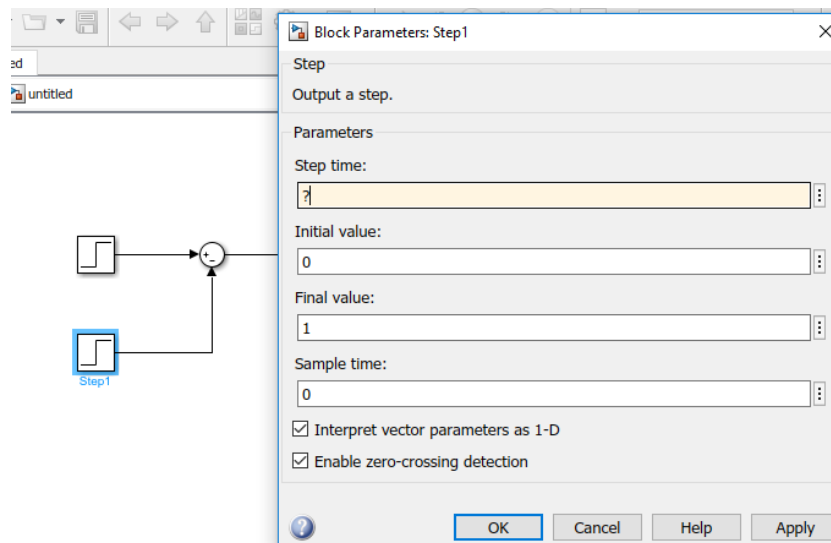 ed
untitled
+
-
Step1
Block Parameters: Step1
Step
Output a step.
Parameters
Step time:
?
Initial value:
0
Final value:
1
Sample time:
0
Interpret vector parameters as 1-D
Enable zero-crossing detection
?
OK Cancel Help Apply